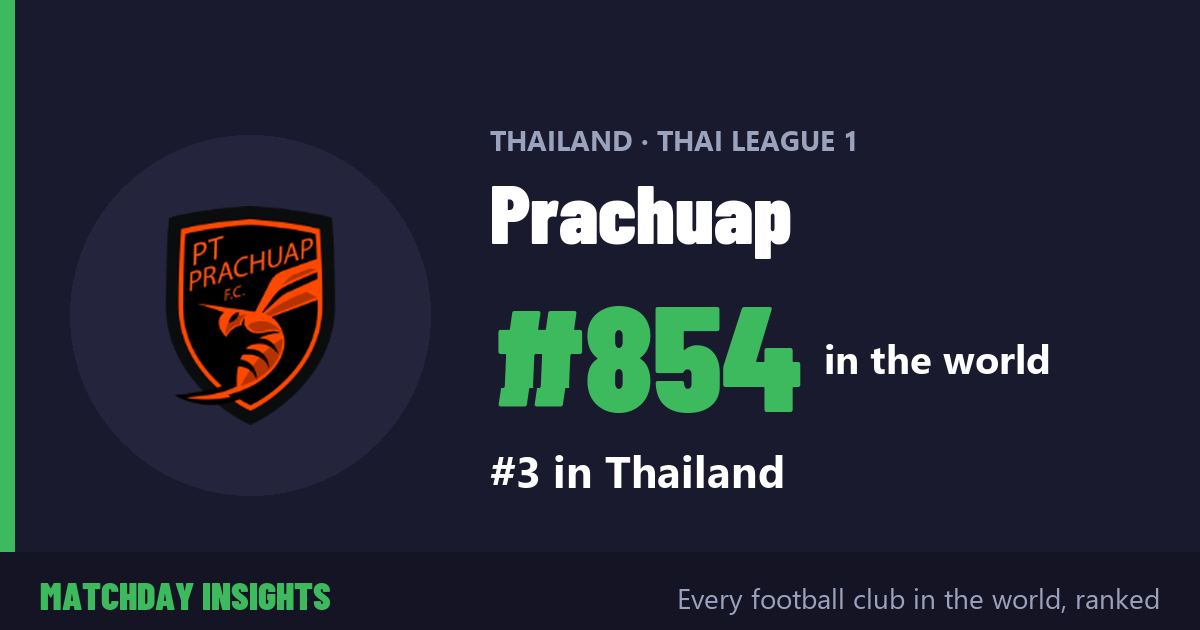 THAILAND · THAI LEAGUE 1
Prachuap
PT
PRACHUAP
F.C.
#854 in the world
#3 in Thailand
MATCHDAY INSIGHTS
Every football club in the world, ranked